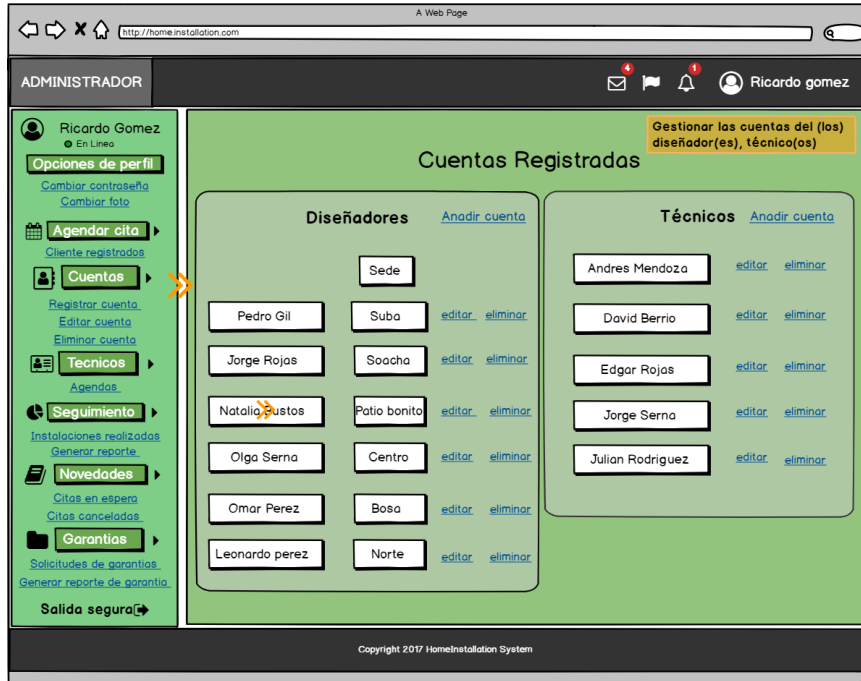 A Web Page
http://home.installation.com
ADMINISTRADOR
4
1
Ricardo gomez
Ricardo Gomez
En Linea
Opciones de perfil
Cambiar contraseña
Cambiar foto
Agendar cita
Cliente registrados
Cuentas
Registrar cuenta
Editar cuenta
Eliminar cuenta
Tecnicos
Agendas
Seguimiento
Instalaciones realizadas
Generar reporte
Novedades
Citas en espera
Citas canceladas
Garantias
Solicitudes de garantias
Generar reporte de garantia
Salida segura
Gestionar las cuentas del (los)
diseñador(es), técnico(os)
Cuentas Registradas
Diseñadores Anadir cuenta
Sede
Pedro Gil Suba editar eliminar
Jorge Rojas Soacha editar eliminar
Natalia Bustos Patio bonito editar eliminar
Olga Serna Centro editar eliminar
Omar Perez Bosa editar eliminar
Leonardo perez Norte editar eliminar
Técnicos Anadir cuenta
Andres Mendoza editar eliminar
David Berrio editar eliminar
Edgar Rojas editar eliminar
Jorge Serna editar eliminar
Julian Rodriguez editar eliminar
Copyright 2017 HomeInstallation System